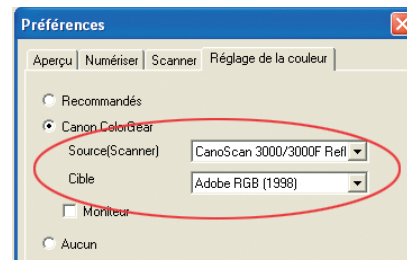 Préférences
Aperçu Numériser Scanner Réglage de la couleur
Recommandés
Canon ColorGear
Source(Scanner) CanoScan 3000/3000F Refl
Cible Adobe RGB (1998)
Moniteur
Aucun